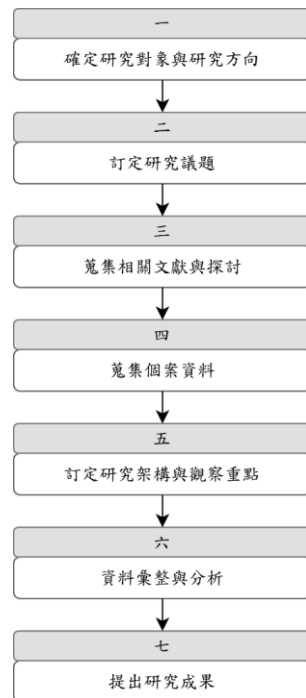 一
確定研究對象與研究方向
二
訂定研究議題
三
蒐集相關文獻與探討
四
蒐集個案資料
五
訂定研究架構與觀察重點
六
資料彙整與分析
七
提出研究成果